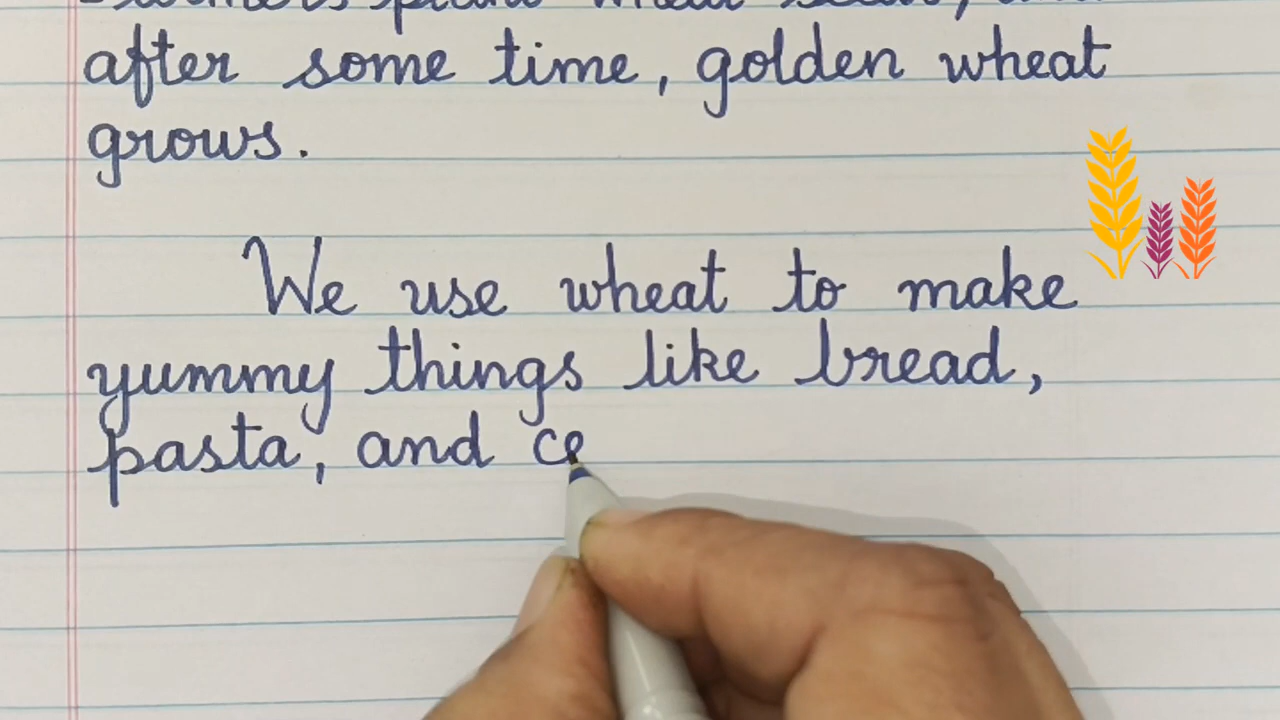 after some time, golden wheat
grows.
We use wheat to make
yummy things like bread,
pasta, and